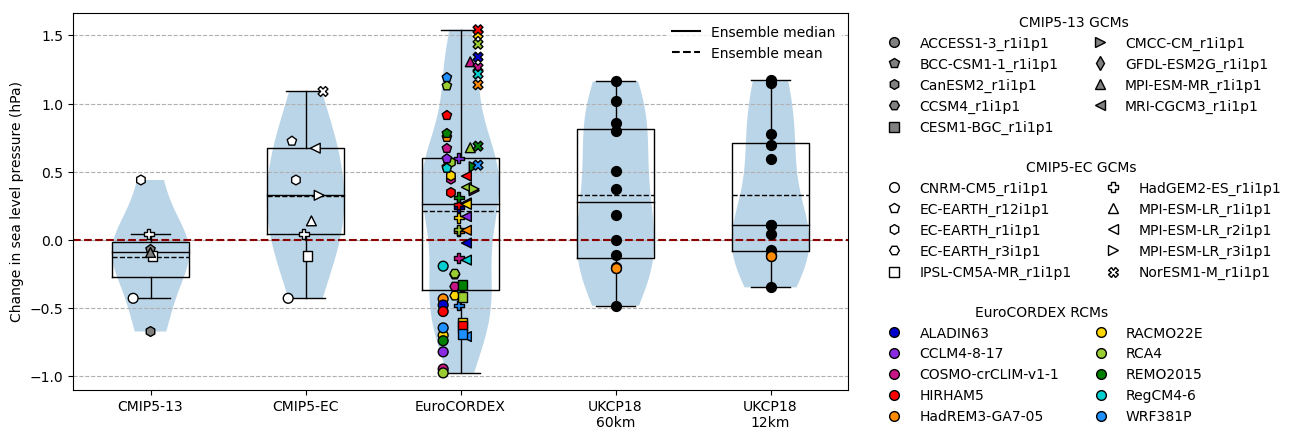 Change in sea level pressure (hPa)
1.5
1.0
0.5
0.0
−0.5
−1.0
Ensemble median
Ensemble mean
CMIP5-13
CMIP5-EC
EuroCORDEX
UKCP18
60km
UKCP18
12km
CMIP5-13 GCMs
ACCESS1-3_r1i1p1
BCC-CSM1-1_r1i1p1
CanESM2_r1i1p1
CCSM4_r1i1p1
CESM1-BGC_r1i1p1
CMCC-CM_r1i1p1
GFDL-ESM2G_r1i1p1
MPI-ESM-MR_r1i1p1
MRI-CGCM3_r1i1p1
CMIP5-EC GCMs
CNRM-CM5_r1i1p1
EC-EARTH_r12i1p1
EC-EARTH_r1i1p1
EC-EARTH_r3i1p1
IPSL-CM5A-MR_r1i1p1
HadGEM2-ES_r1i1p1
MPI-ESM-LR_r1i1p1
MPI-ESM-LR_r2i1p1
MPI-ESM-LR_r3i1p1
NorESM1-M_r1i1p1
EuroCORDEX RCMs
ALADIN63
CCLM4-8-17
COSMO-crCLIM-v1-1
HIRHAM5
HadREM3-GA7-05
RACMO22E
RCA4
REMO2015
RegCM4-6
WRF381P